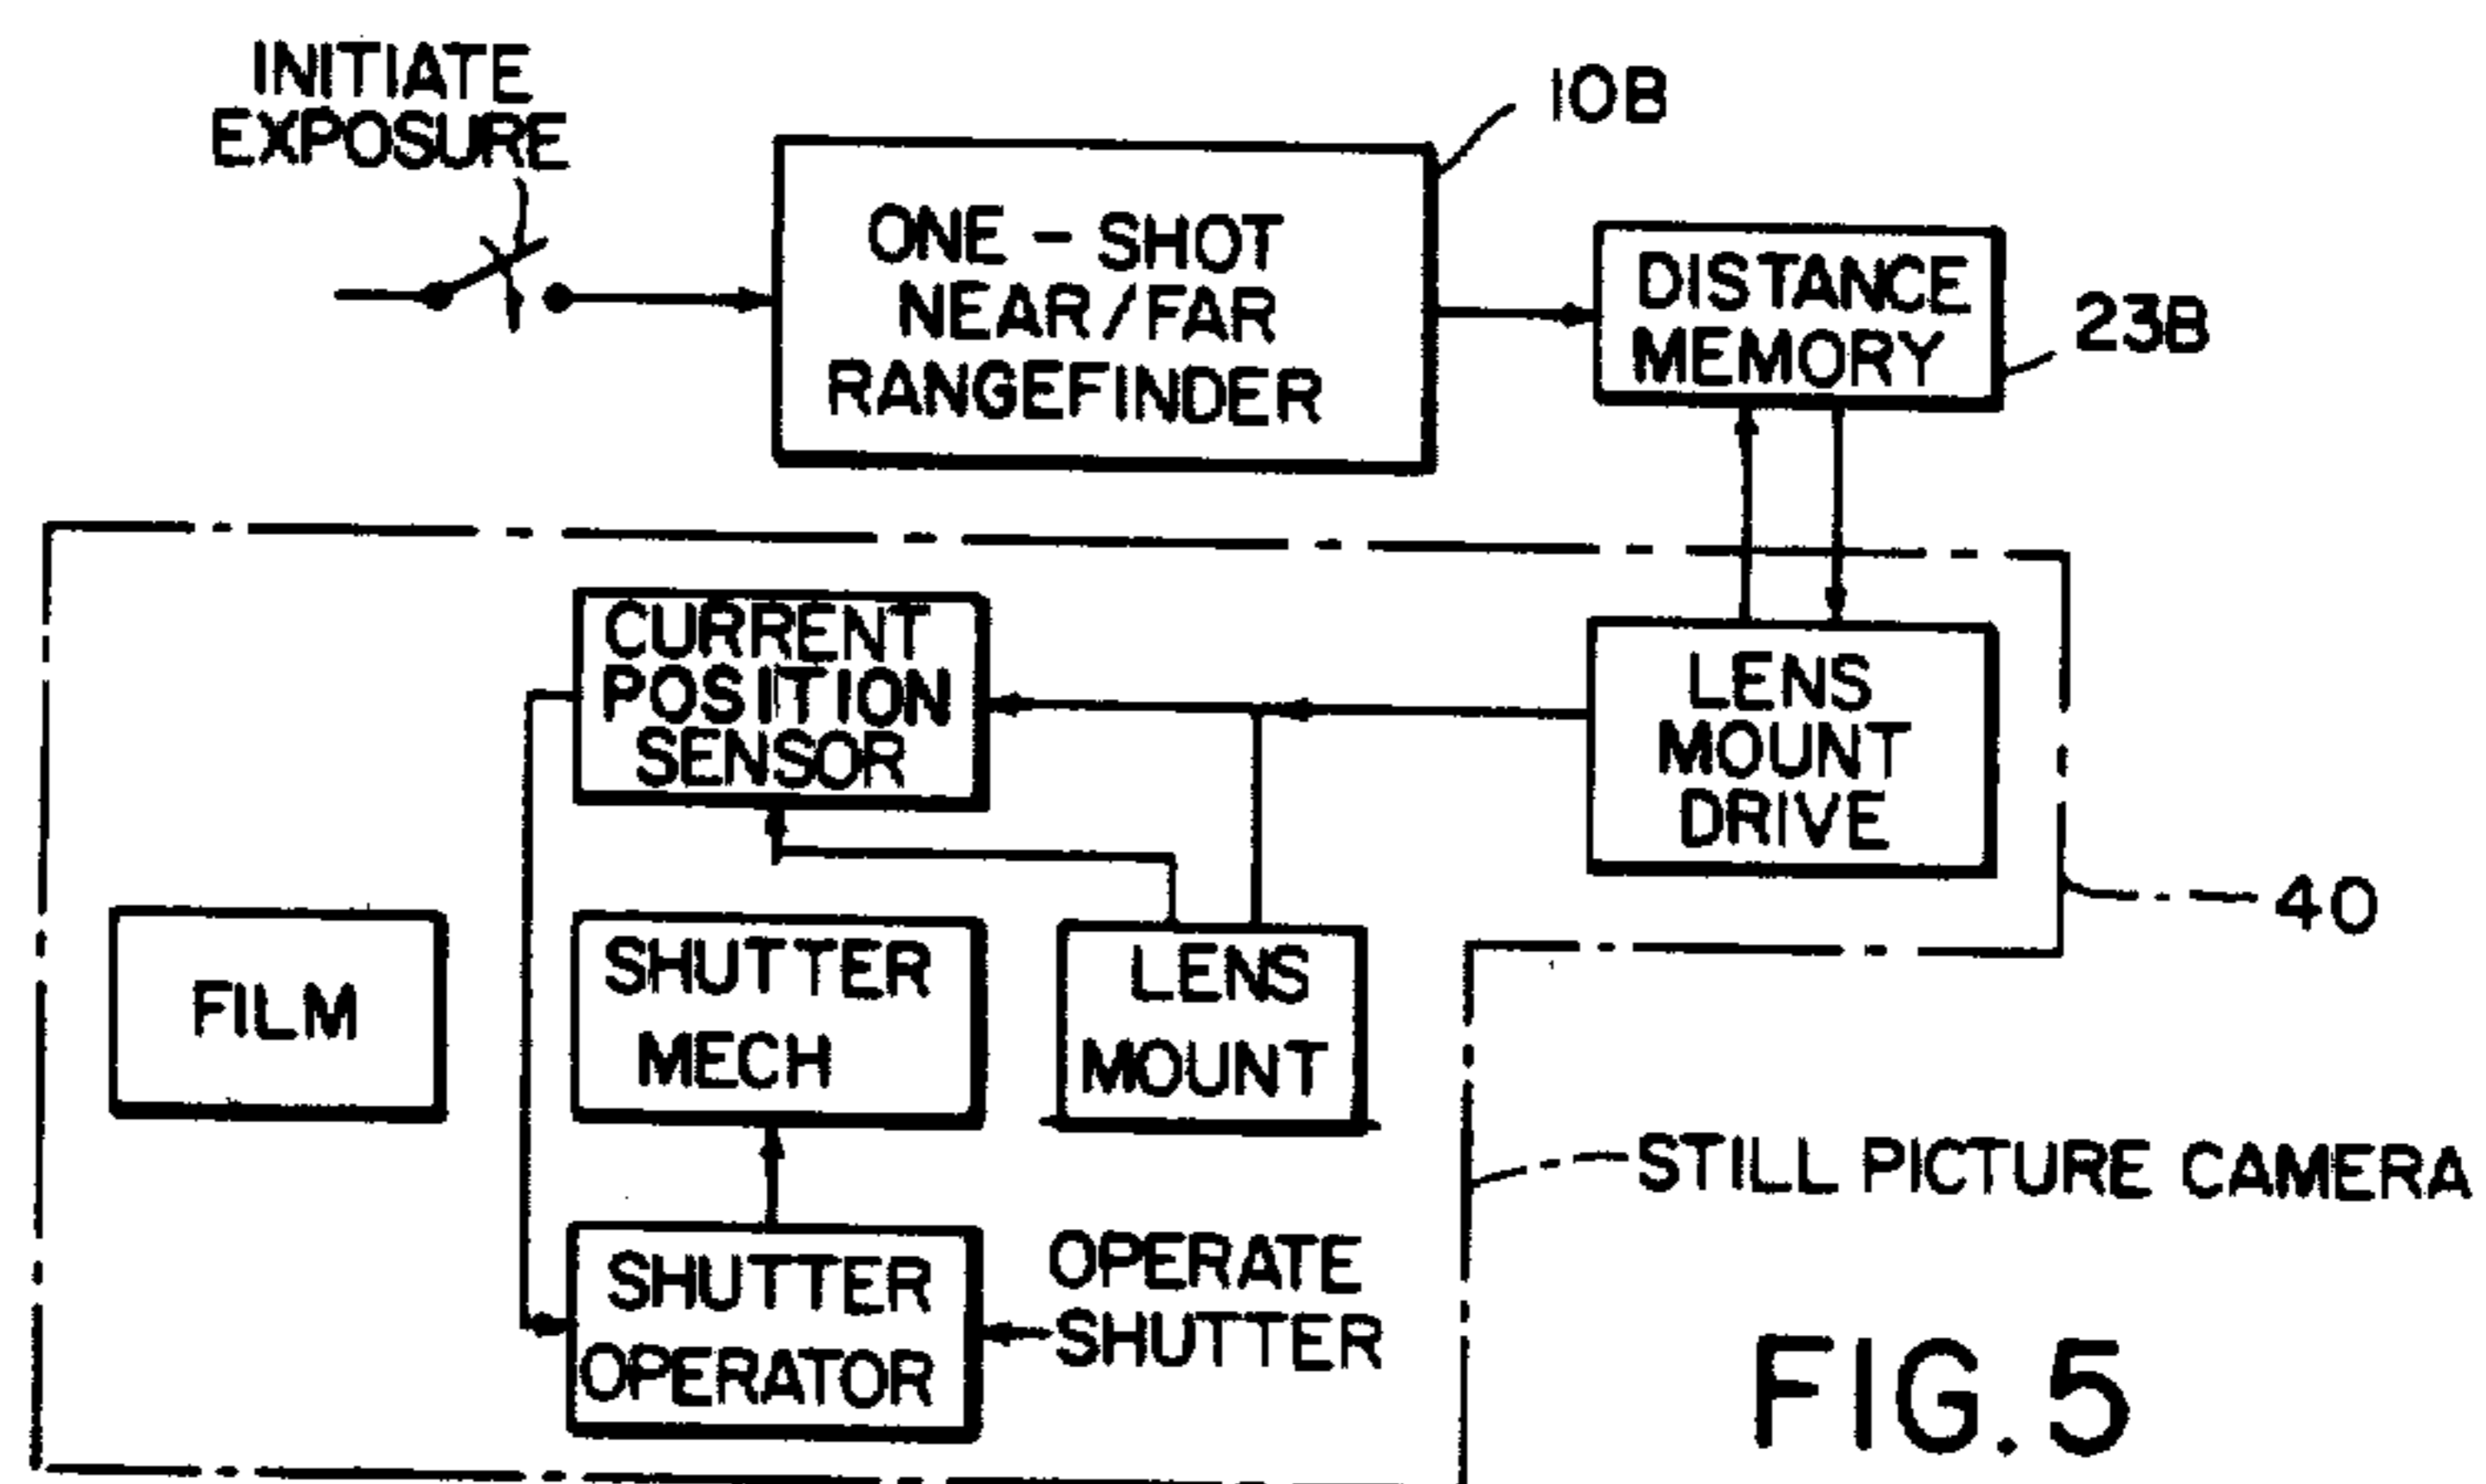 INITIATE
EXPOSURE
10B
ONE - SHOT
NEAR/FAR
RANGEFINDER
DISTANCE
MEMORY
23B
CURRENT
POSITION
SENSOR
LENS
MOUNT
DRIVE
40
FILM
SHUTTER
MECH
LENS
MOUNT
STILL PICTURE CAMERA
SHUTTER
OPERATOR
OPERATE
SHUTTER
FIG. 5